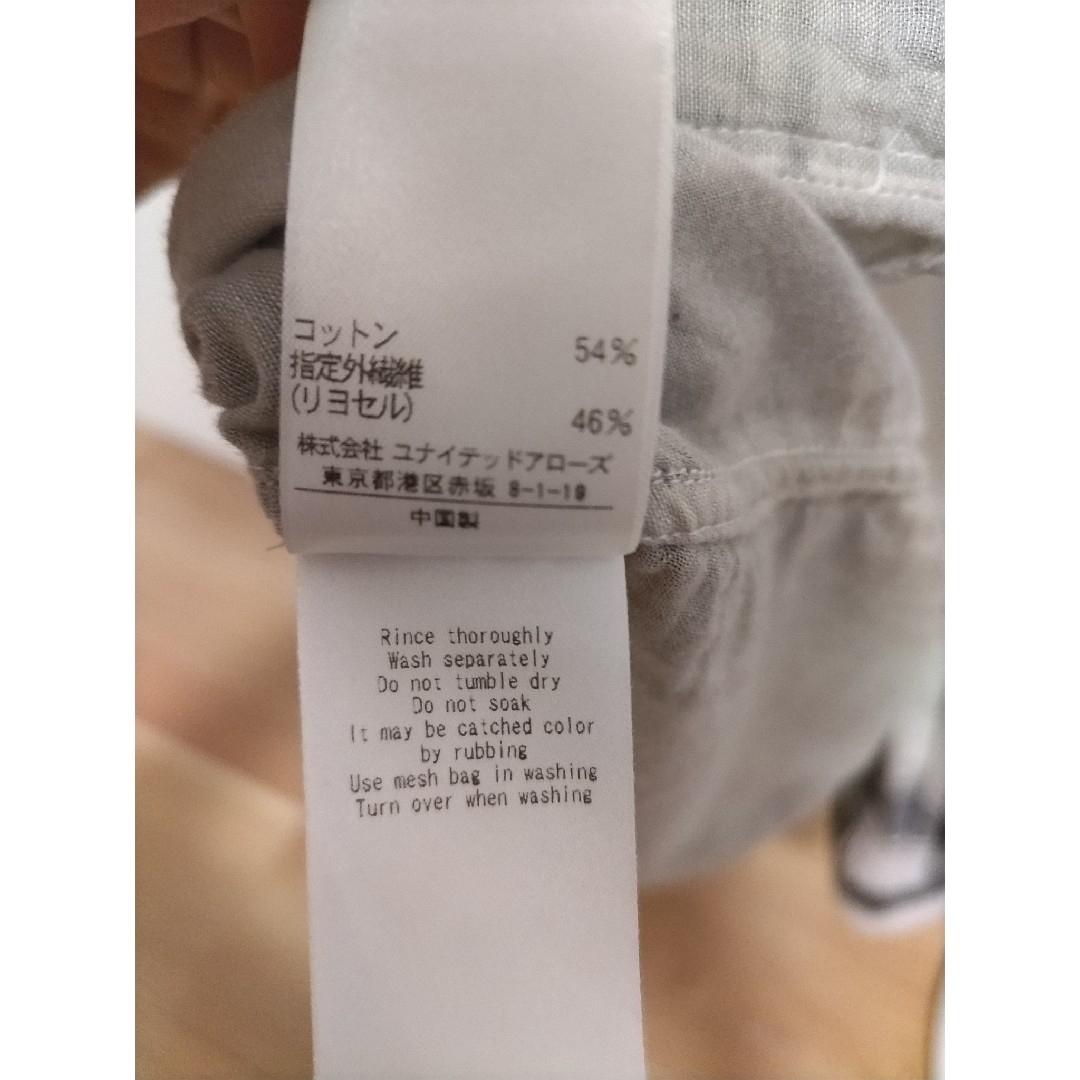 コットン 54%
指定外繊維
(リヨセル) 46%
株式会社 ユナイテッドアローズ
東京都港区赤坂 8-1-19
中国製
Rince thoroughly
Wash separately
Do not tumble dry
Do not soak
It may be catched color
by rubbing
Use mesh bag in washing
Turn over when washing